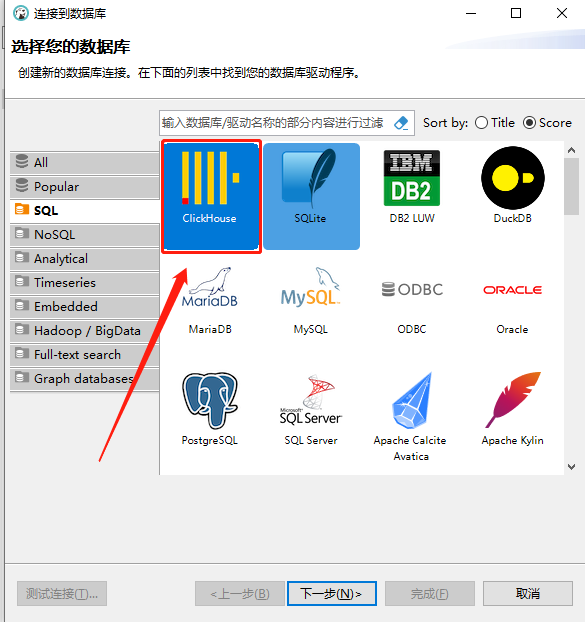 连接到数据库
选择您的数据库
创建新的数据库连接。在下面的列表中找到您的数据库驱动程序。
输入数据库/驱动名称的部分内容进行过滤 Sort by: Title Score
All
Popular
SQL
NoSQL
Analytical
Timeseries
Embedded
Hadoop / BigData
Full-text search
Graph databases
ClickHouse
SQLite
IBM
DB2
DB2 LUW
DuckDB
MariaDB
MariaDB
MySQL
MySQL
ODBC
ODBC
ORACLE
Oracle
PostgreSQL
Microsoft
SQL Server
SQL Server
Apache Calcite
Avatica
Apache Kylin
测试连接(T)... <上一步(B) 下一步(N)> 完成(F) 取消